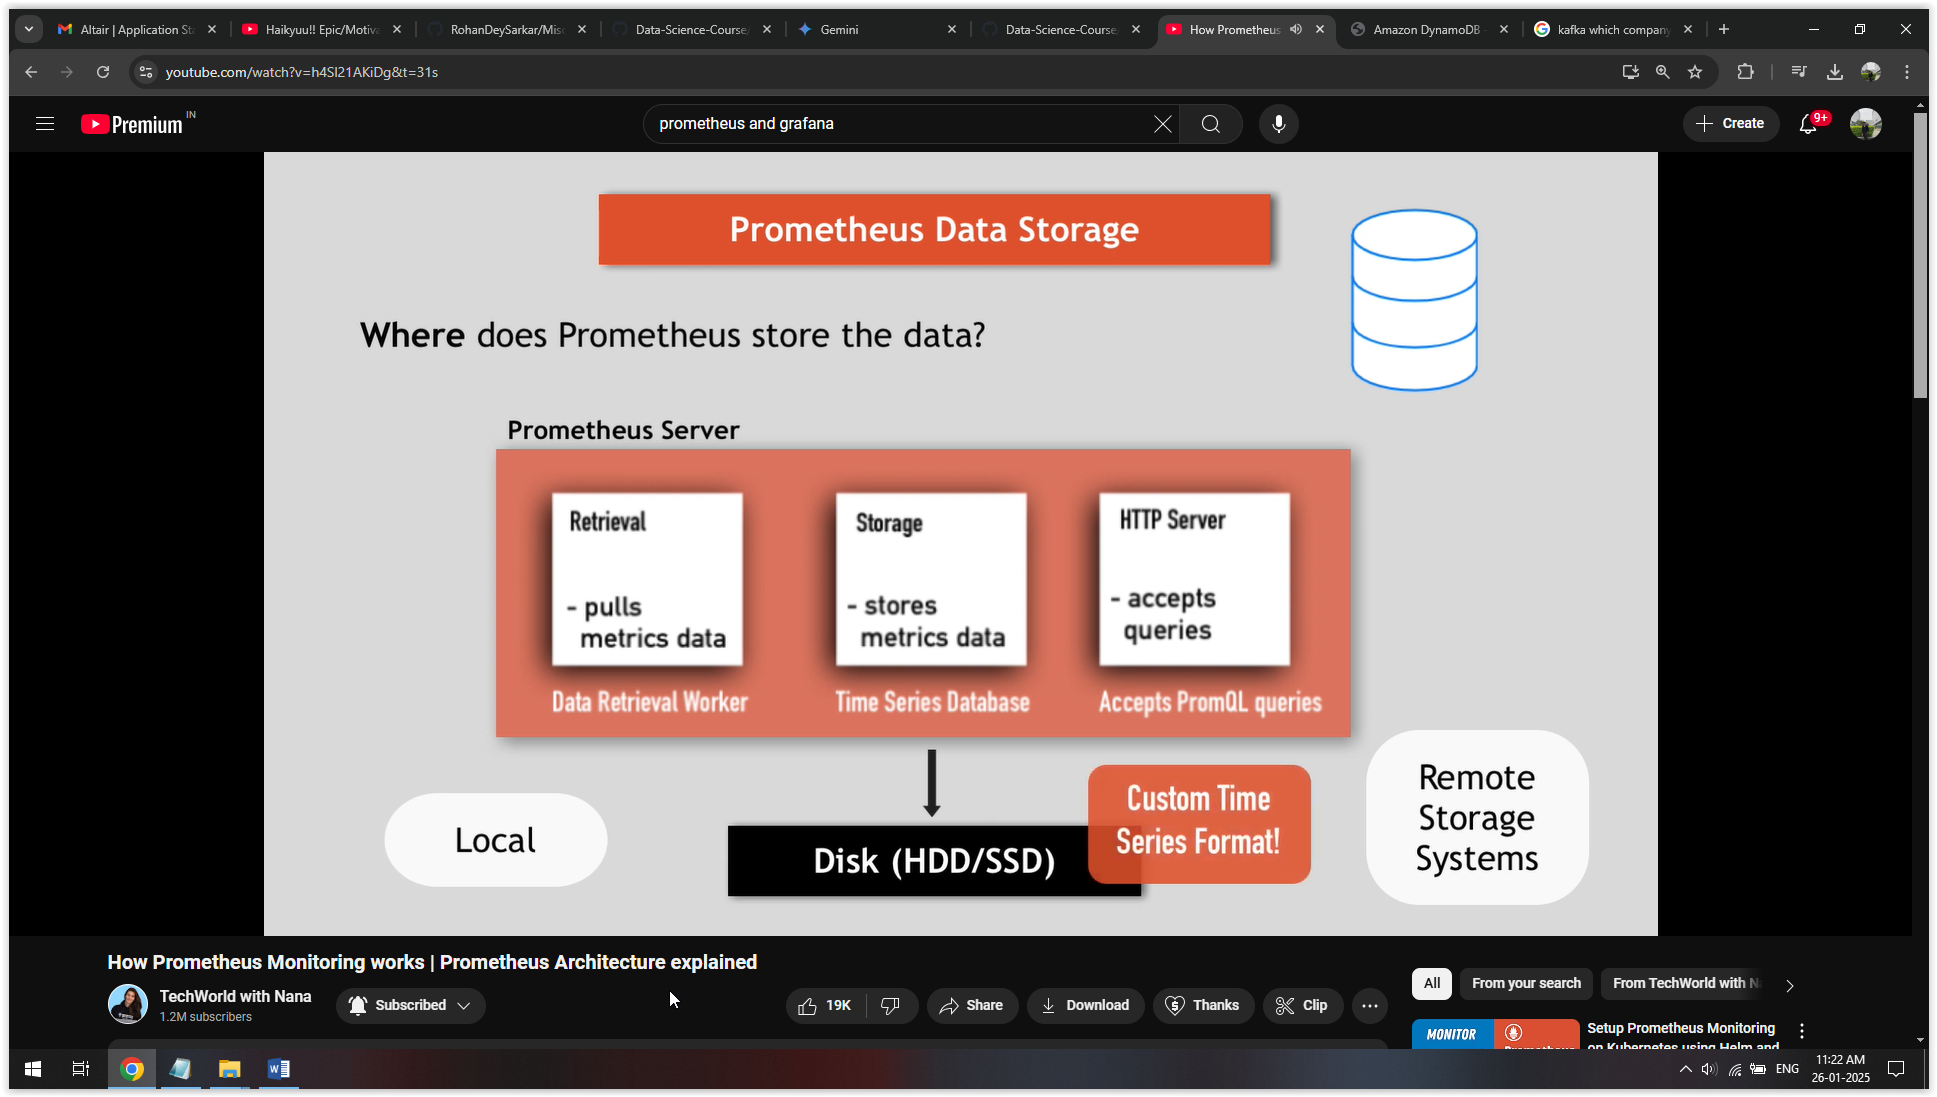 Altair | Application Sta
Haikyuu!! Epic/Motiva
RohanDeySarkar/Misc
Data-Science-Course/
Gemini
Data-Science-Course/
How Prometheus
Amazon DynamoDB
kafka which company
youtube.com/watch?v=h4Sl21AKiDg&t=31s
Premium IN
prometheus and grafana
Create
9+
Prometheus Data Storage
Where does Prometheus store the data?
Prometheus Server
Retrieval
- pulls
metrics data
Data Retrieval Worker
Storage
- stores
metrics data
Time Series Database
HTTP Server
- accepts
queries
Accepts PromQL queries
Local
Disk (HDD/SSD)
Custom Time
Series Format!
Remote
Storage
Systems
How Prometheus Monitoring works | Prometheus Architecture explained
TechWorld with Nana
1.2M subscribers
Subscribed
19K
Share
Download
Thanks
Clip
All
From your search
From TechWorld with Na
MONITOR
Prometheus
Setup Prometheus Monitoring
on Kubernetes using Helm and
ENG
11:22 AM
26-01-2025